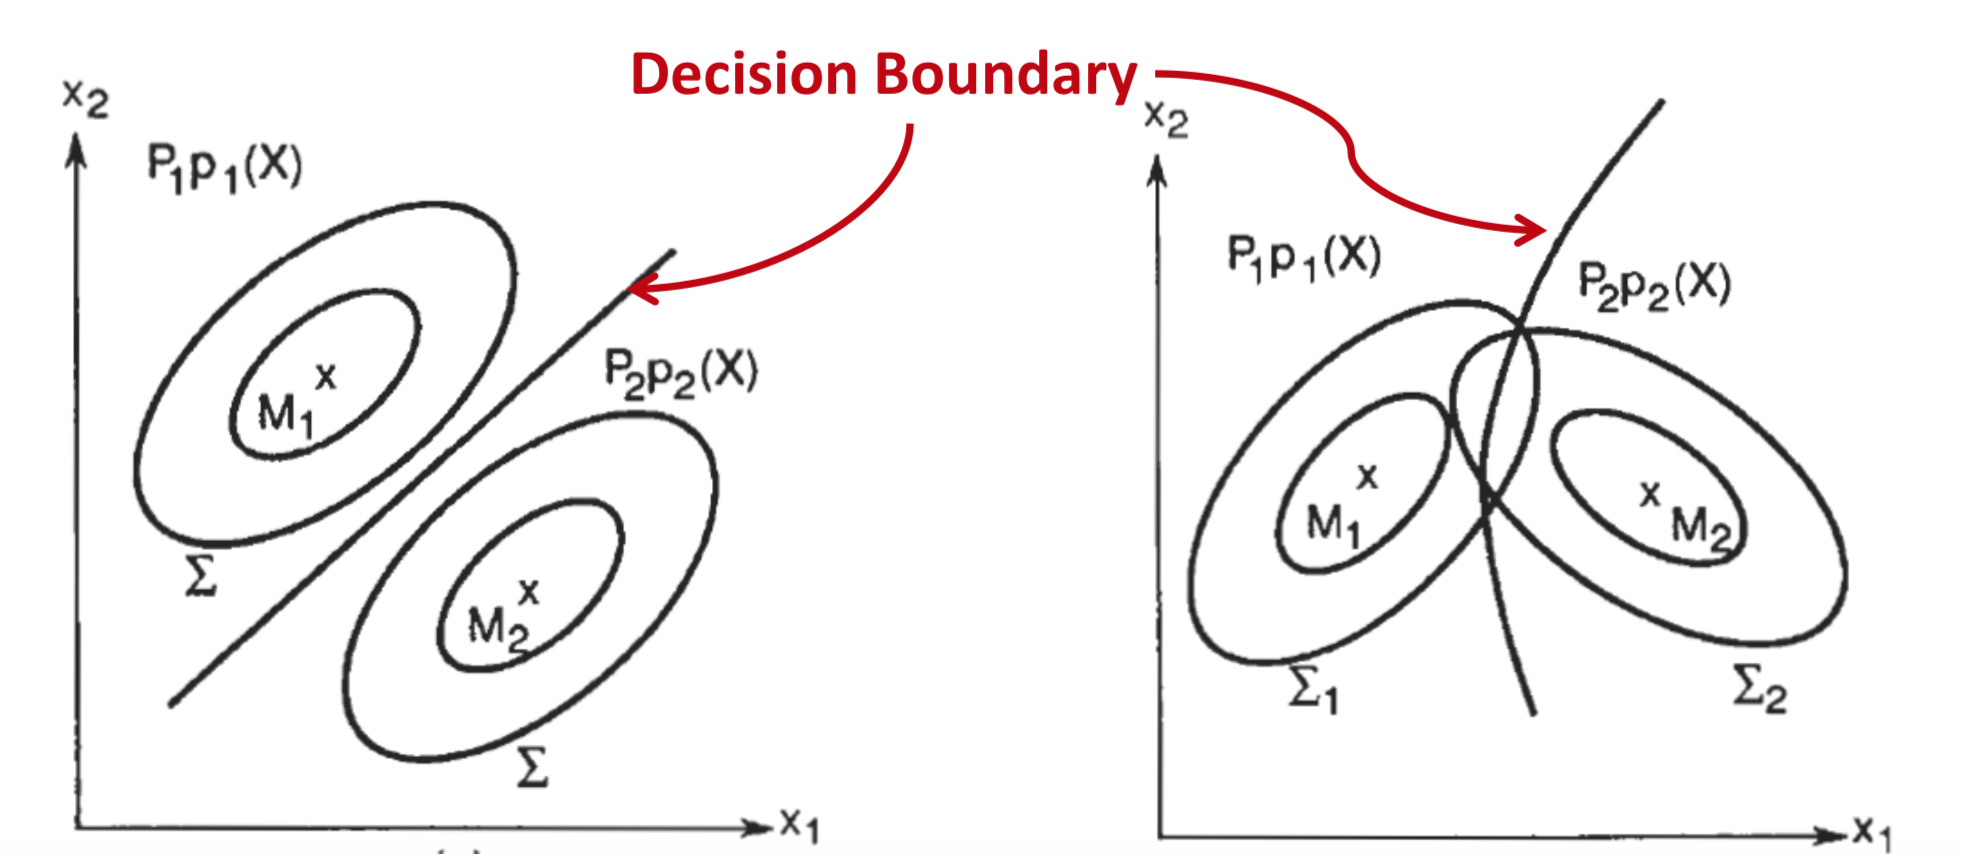 Decision Boundary
x₂
P₁p₁(X)
M₁
x
Σ
P₂p₂(X)
M₂
x
Σ
x₁
x₂
P₁p₁(X)
P₂p₂(X)
M₁
x
x
M₂
Σ₁
Σ₂
x₁